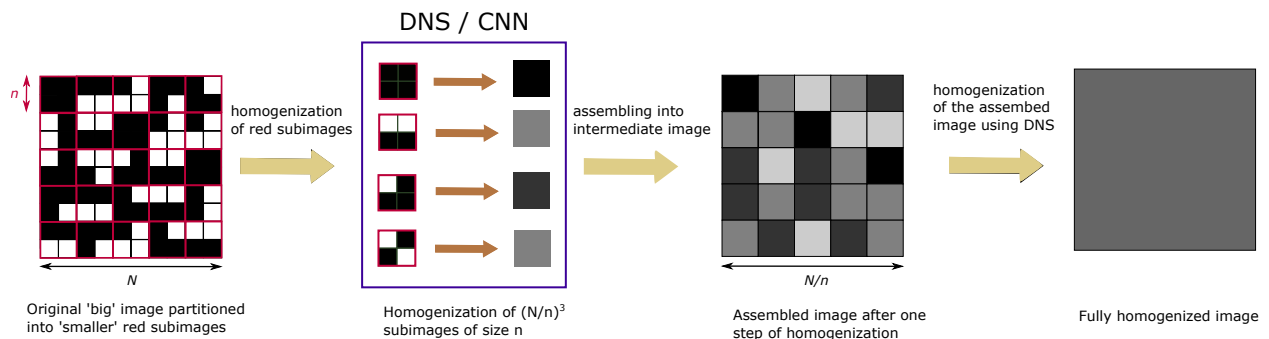 DNS / CNN
n
homogenization
of red subimages
assembling into
intermediate image
homogenization
of the assembed
image using DNS
N
N/n
Original 'big' image partitioned
into 'smaller' red subimages
Homogenization of (N/n)³
subimages of size n
Assembled image after one
step of homogenization
Fully homogenized image